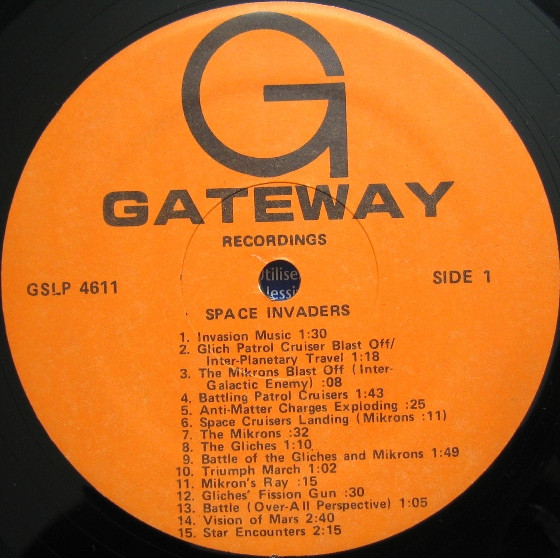 G
GATEWAY
RECORDINGS
GSLP 4611
SIDE 1
tilise
lessi
SPACE INVADERS
1. Invasion Music 1:30
2. Glich Patrol Cruiser Blast Off/
Inter-Planetary Travel 1:18
3. The Mikrons Blast Off (Inter-
Galactic Enemy) :08
4. Battling Patrol Cruisers 1:43
5. Anti-Matter Charges Exploding :25
6. Space Cruisers Landing (Mikrons :11)
7. The Mikrons :32
8. The Gliches 1:10
9. Battle of the Gliches and Mikrons 1:49
10. Triumph March 1:02
11. Mikron's Ray :15
12. Gliches' Fission Gun :30
13. Battle (Over-All Perspective) 1:05
14. Vision of Mars 2:40
15. Star Encounters 2:15